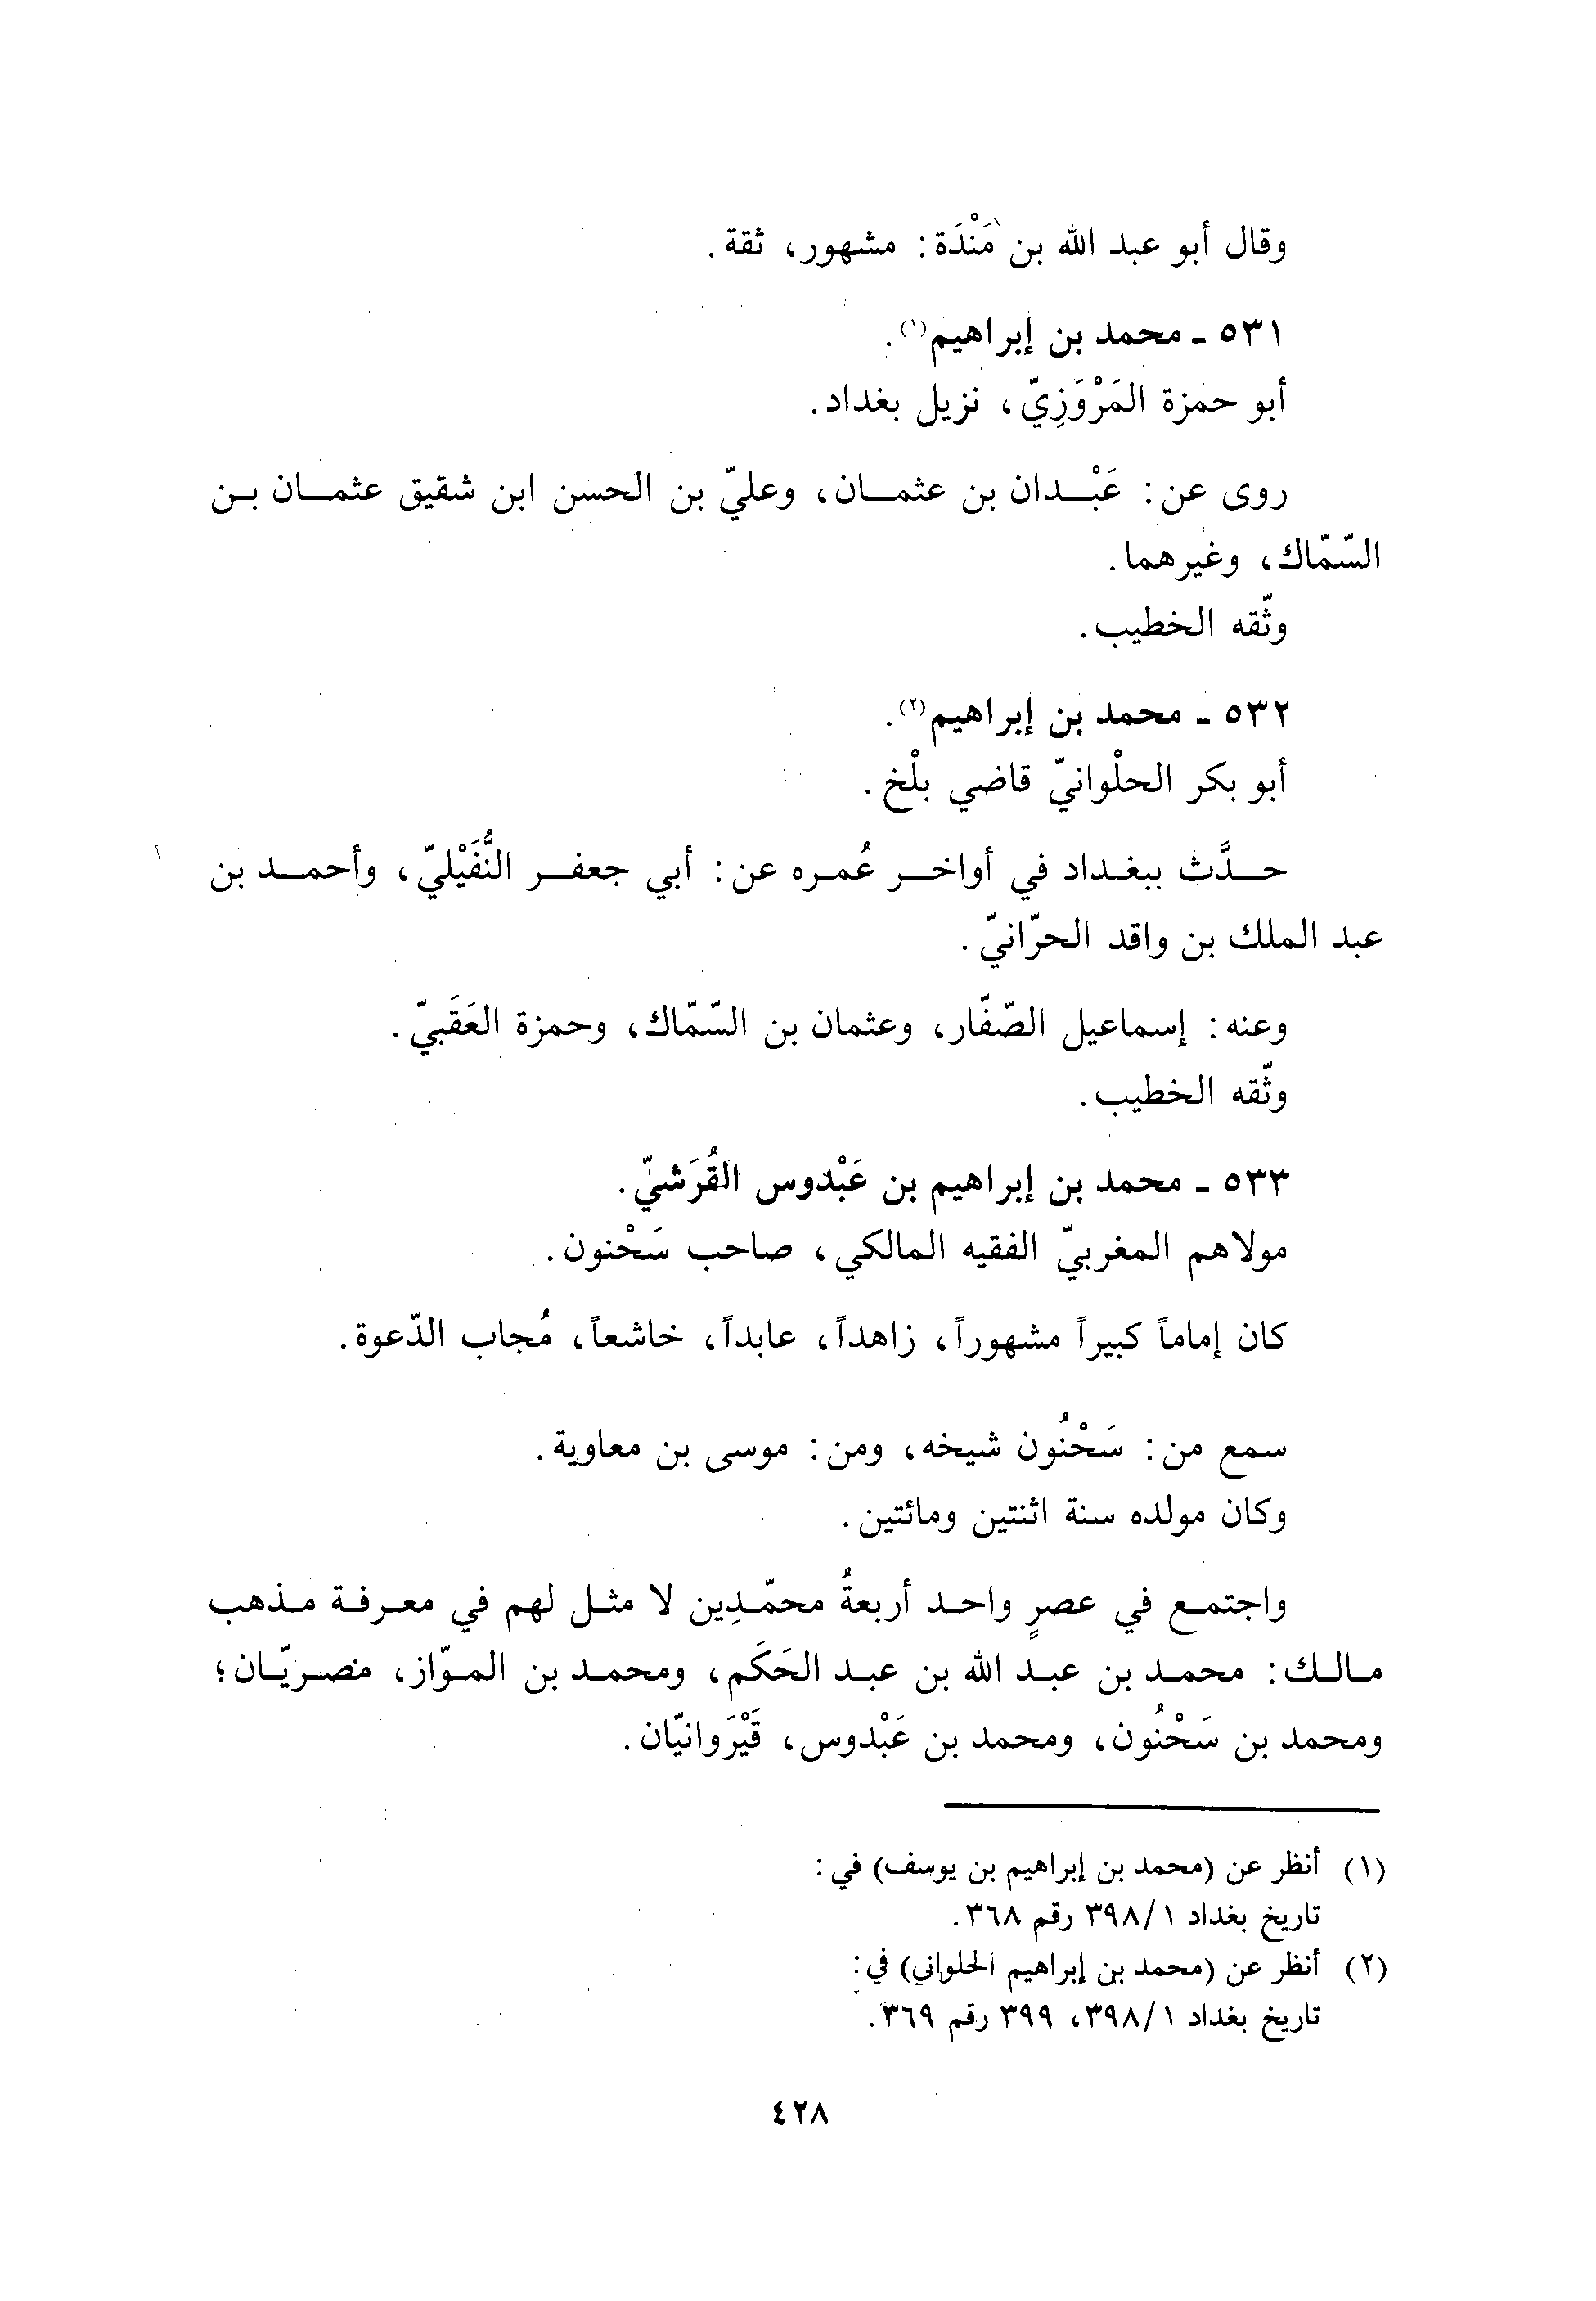 وقال أبو عبد الله بن مَنْدَة: مشهور، ثقة.
٥٣١ - محمد بن إبراهيم(١).
أبو حمزة المَرْوَزِيّ، نزيل بغداد.
روى عن: عَبْدان بن عثمان، وعليّ بن الحسن ابن شقيق عثمان بن
السّمّاك، وغيرهما.
وثّقه الخطيب.
٥٣٢ - محمد بن إبراهيم(٢).
أبو بكر الحلْوانيّ قاضي بلْخ.
حدَّث ببغداد في أواخر عُمره عن: أبي جعفر النُّفَيْليّ، وأحمد بن
عبد الملك بن واقد الحرّانيّ.
وعنه: إسماعيل الصّفّار، وعثمان بن السّمّاك، وحمزة العَقَبيّ.
وثّقه الخطيب.
٥٣٣ - محمد بن إبراهيم بن عَبْدوس القُرَشيّ.
مولاهم المغربيّ الفقيه المالكي، صاحب سَحْنون.
كان إماماً كبيراً مشهوراً، زاهداً، عابداً، خاشعاً، مُجاب الدّعوة.
سمع من: سَحْنُون شيخه، ومن: موسى بن معاوية.
وكان مولده سنة اثنتين ومائتين.
واجتمع في عصرٍ واحد أربعةُ محمّدِين لا مثل لهم في معرفة مذهب
مالك: محمد بن عبد الله بن عبد الحَكَم، ومحمد بن الموّاز، مصريّان؛
ومحمد بن سَحْنُون، ومحمد بن عَبْدوس، قَيْرَوانيّان.
(١) أنظر عن (محمد بن إبراهيم بن يوسف) في:
تاريخ بغداد ١/٣٩٨ رقم ٣٦٨.
(٢) أنظر عن (محمد بن إبراهيم الحلواني) في:
تاريخ بغداد ١/٣٩٨، ٣٩٩ رقم ٣٦٩.
٤٢٨